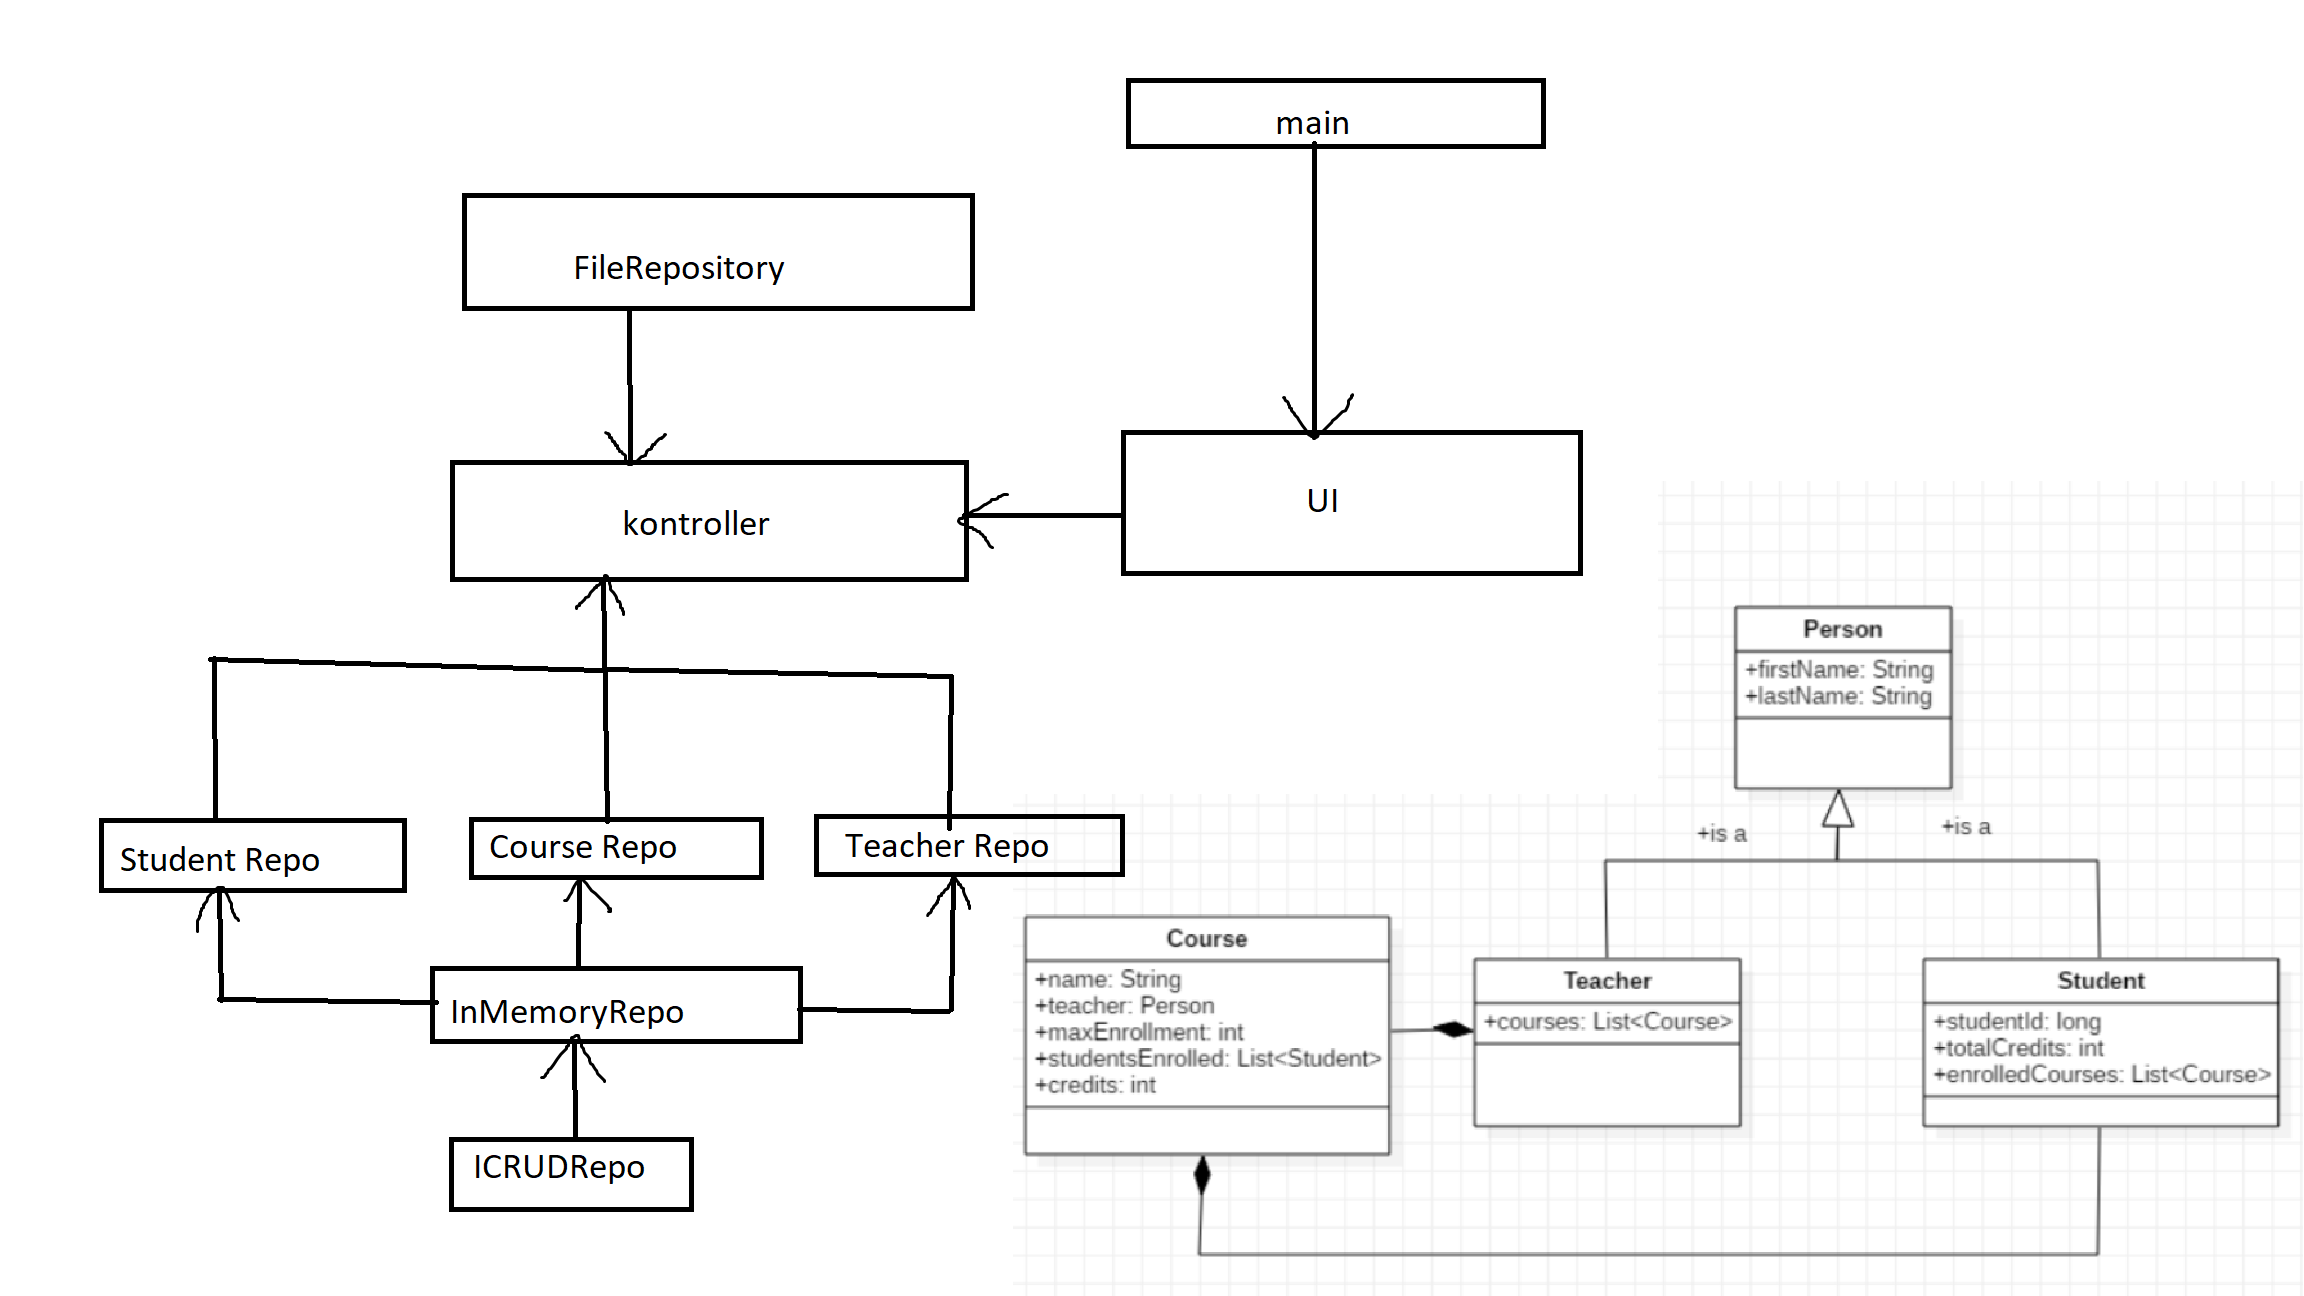 main
FileRepository
UI
kontroller
Person
+firstName: String
+lastName: String
+is a
+is a
Student Repo
Course Repo
Teacher Repo
Course
+name: String
+teacher: Person
+maxEnrollment: int
+studentsEnrolled: List<Student>
+credits: int
Teacher
+courses: List<Course>
Student
+studentId: long
+totalCredits: int
+enrolledCourses: List<Course>
InMemoryRepo
ICRUDRepo